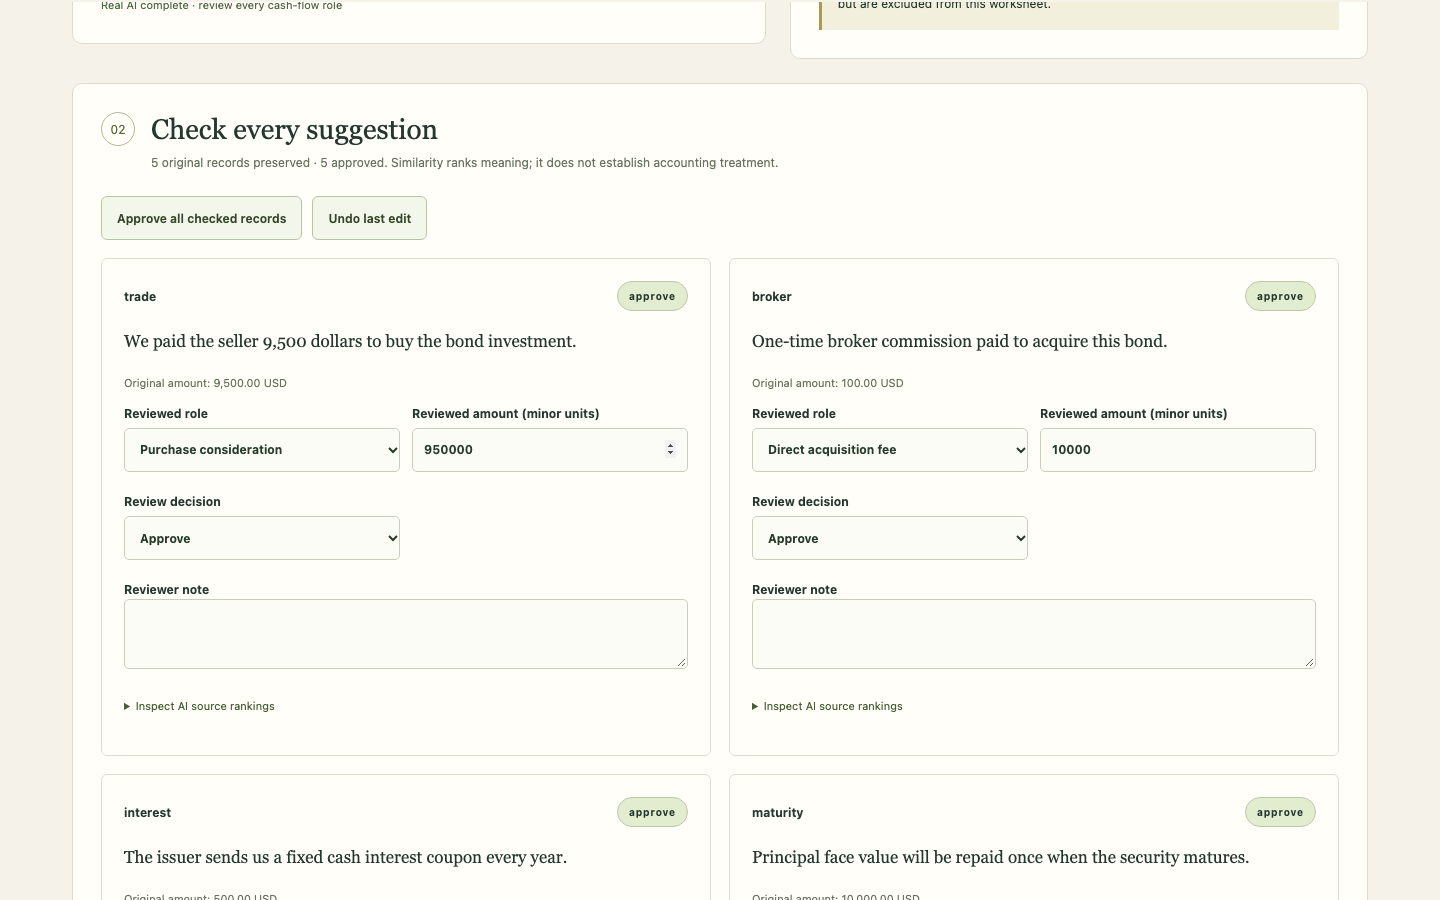 Real AI complete · review every cash-flow role
but are excluded from this worksheet.
02
Check every suggestion
5 original records preserved · 5 approved. Similarity ranks meaning; it does not establish accounting treatment.
Approve all checked records
Undo last edit
trade
approve
We paid the seller 9,500 dollars to buy the bond investment.
Original amount: 9,500.00 USD
Reviewed role
Reviewed amount (minor units)
Purchase consideration
950000
Review decision
Approve
Reviewer note
▶ Inspect AI source rankings
broker
approve
One-time broker commission paid to acquire this bond.
Original amount: 100.00 USD
Reviewed role
Reviewed amount (minor units)
Direct acquisition fee
10000
Review decision
Approve
Reviewer note
▶ Inspect AI source rankings
interest
approve
The issuer sends us a fixed cash interest coupon every year.
Original amount: 500.00 USD
maturity
approve
Principal face value will be repaid once when the security matures.
Original amount: 10,000.00 USD